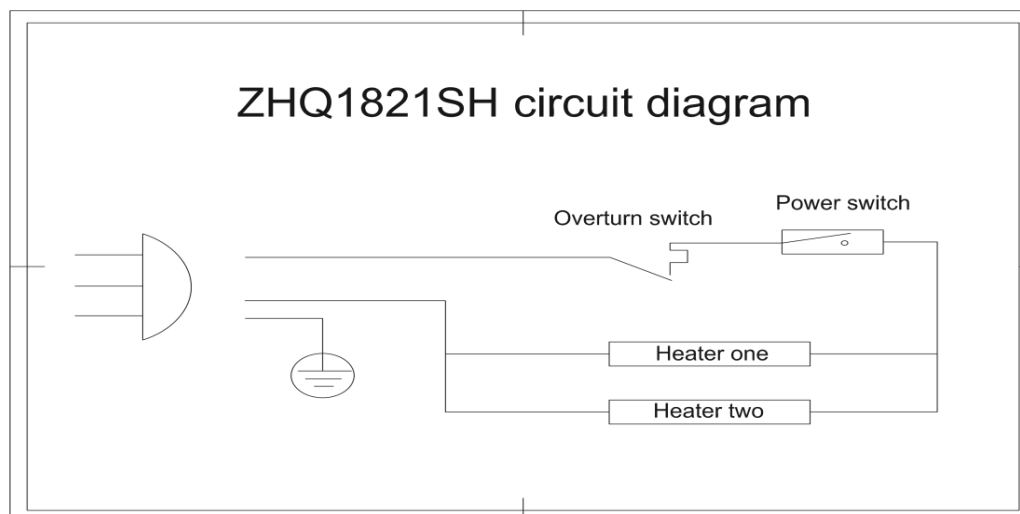 ZHQ1821SH circuit diagram
Power switch
Overturn switch
Heater one
Heater two